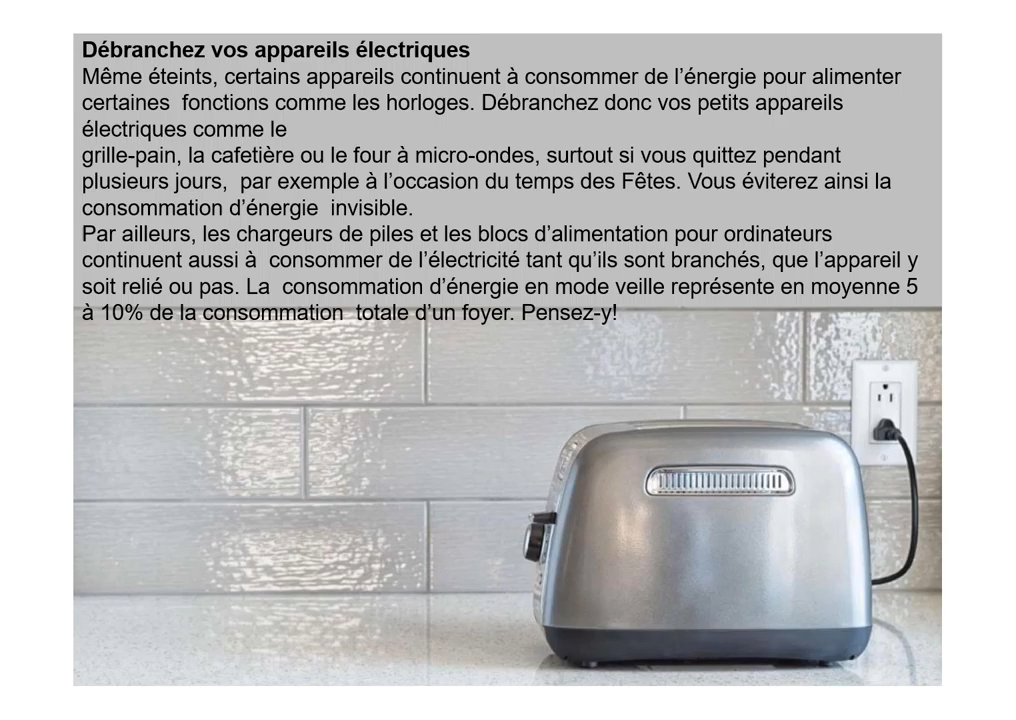 Débranchez vos appareils électriques
Même éteints, certains appareils continuent à consommer de l’énergie pour alimenter
certaines  fonctions comme les horloges. Débranchez donc vos petits appareils
électriques comme le
grille-pain, la cafetière ou le four à micro-ondes, surtout si vous quittez pendant
plusieurs jours,  par exemple à l’occasion du temps des Fêtes. Vous éviterez ainsi la
consommation d’énergie  invisible.
Par ailleurs, les chargeurs de piles et les blocs d’alimentation pour ordinateurs
continuent aussi à  consommer de l’électricité tant qu’ils sont branchés, que l’appareil y
soit relié ou pas. La  consommation d’énergie en mode veille représente en moyenne 5
à 10% de la consommation  totale d’un foyer. Pensez-y!